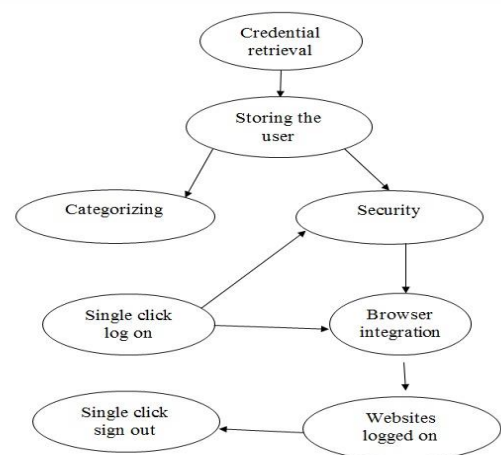 Credential
retrieval
Storing the
user
Categorizing
Security
Single click
log on
Browser
integration
Single click
sign out
Websites
logged on